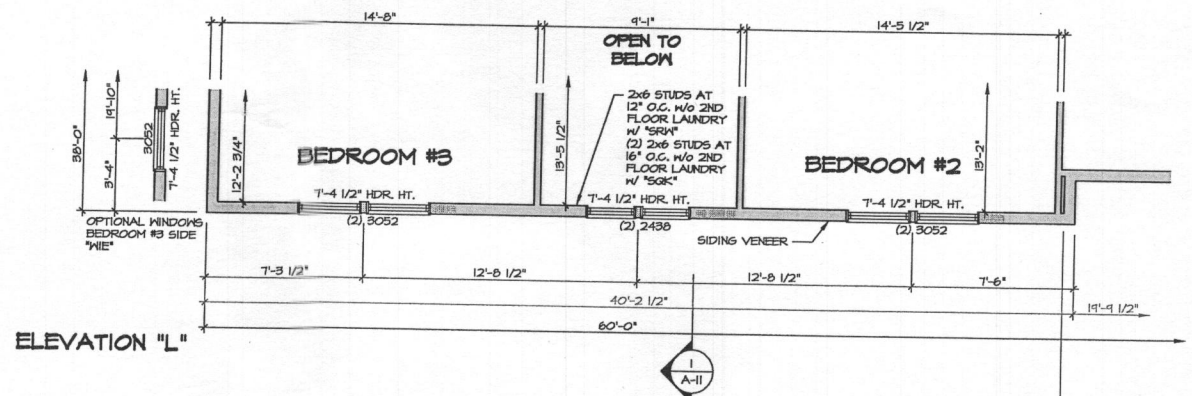 14'-8"
9'-1"
14'-5 1/2"
OPEN TO
BELOW
2x6 STUDS AT
12" O.C. W/o 2ND
FLOOR LAUNDRY
W/ "SRW"
(2) 2x6 STUDS AT
16" O.C. W/o 2ND
FLOOR LAUNDRY
W/ "SGK"
38'-0"
19'-10"
3'-4"
3052
7'-4 1/2" HDR. HT.
12'-2 3/4"
BEDROOM #3
13'-5 1/2"
BEDROOM #2
13'-2"
7'-4 1/2" HDR. HT.
7'-4 1/2" HDR. HT.
7'-4 1/2" HDR. HT.
OPTIONAL WINDOWS
BEDROOM #3 SIDE
"WIE"
(2) 3052
(2) 2438
SIDING VENEER
(2) 3052
7'-3 1/2"
12'-8 1/2"
12'-8 1/2"
7'-6"
40'-2 1/2"
19'-9 1/2"
60'-0"
ELEVATION "L"
1
A-11